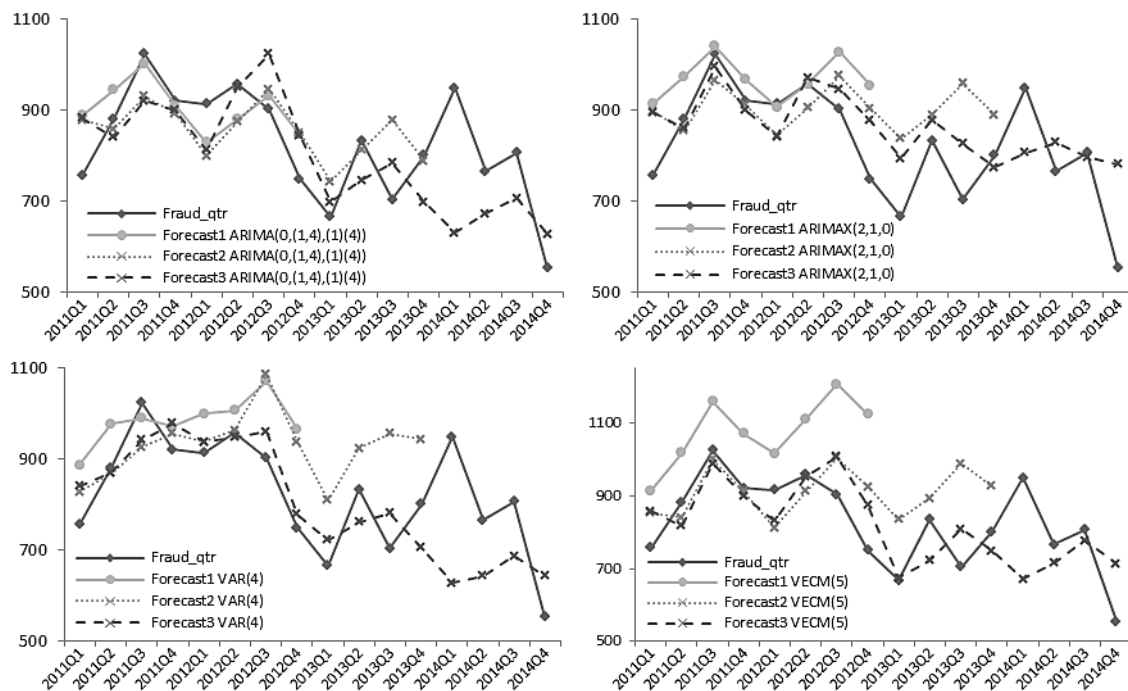 1100
900
700
500
Fraud_qtr
Forecast1 ARIMA(0,(1,4),(1)(4))
Forecast2 ARIMA(0,(1,4),(1)(4))
Forecast3 ARIMA(0,(1,4),(1)(4))
2011Q1
2011Q2
2011Q3
2011Q4
2012Q1
2012Q2
2012Q3
2012Q4
2013Q1
2013Q2
2013Q3
2013Q4
2014Q1
2014Q2
2014Q3
2014Q4
1100
900
700
500
Fraud_qtr
Forecast1 ARIMAX(2,1,0)
Forecast2 ARIMAX(2,1,0)
Forecast3 ARIMAX(2,1,0)
2011Q1
2011Q2
2011Q3
2011Q4
2012Q1
2012Q2
2012Q3
2012Q4
2013Q1
2013Q2
2013Q3
2013Q4
2014Q1
2014Q2
2014Q3
2014Q4
1100
900
700
500
Fraud_qtr
Forecast1 VAR(4)
Forecast2 VAR(4)
Forecast3 VAR(4)
2011Q1
2011Q2
2011Q3
2011Q4
2012Q1
2012Q2
2012Q3
2012Q4
2013Q1
2013Q2
2013Q3
2013Q4
2014Q1
2014Q2
2014Q3
2014Q4
1100
900
700
500
Fraud_qtr
Forecast1 VECM(5)
Forecast2 VECM(5)
Forecast3 VECM(5)
2011Q1
2011Q2
2011Q3
2011Q4
2012Q1
2012Q2
2012Q3
2012Q4
2013Q1
2013Q2
2013Q3
2013Q4
2014Q1
2014Q2
2014Q3
2014Q4